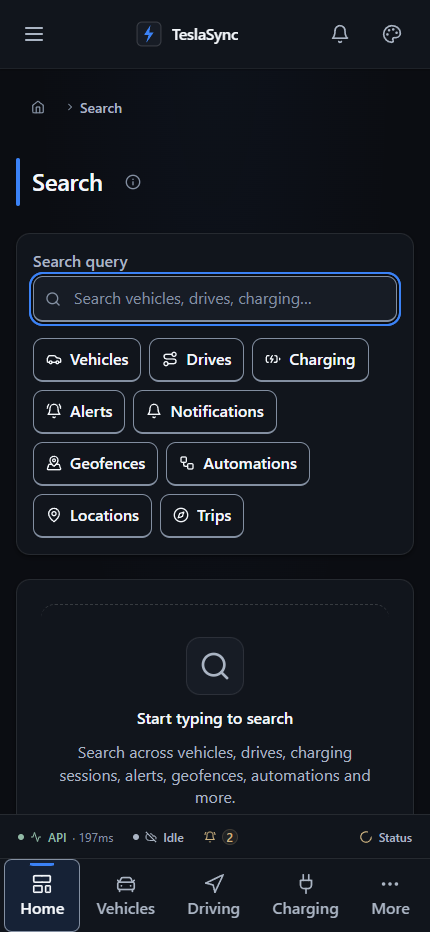 TeslaSync
Search
Search
Search query
Search vehicles, drives, charging...
Vehicles Drives Charging
Alerts Notifications
Geofences Automations
Locations Trips
Start typing to search
Search across vehicles, drives, charging
sessions, alerts, geofences, automations and
more.
API · 197ms Idle 2 Status
Home Vehicles Driving Charging More